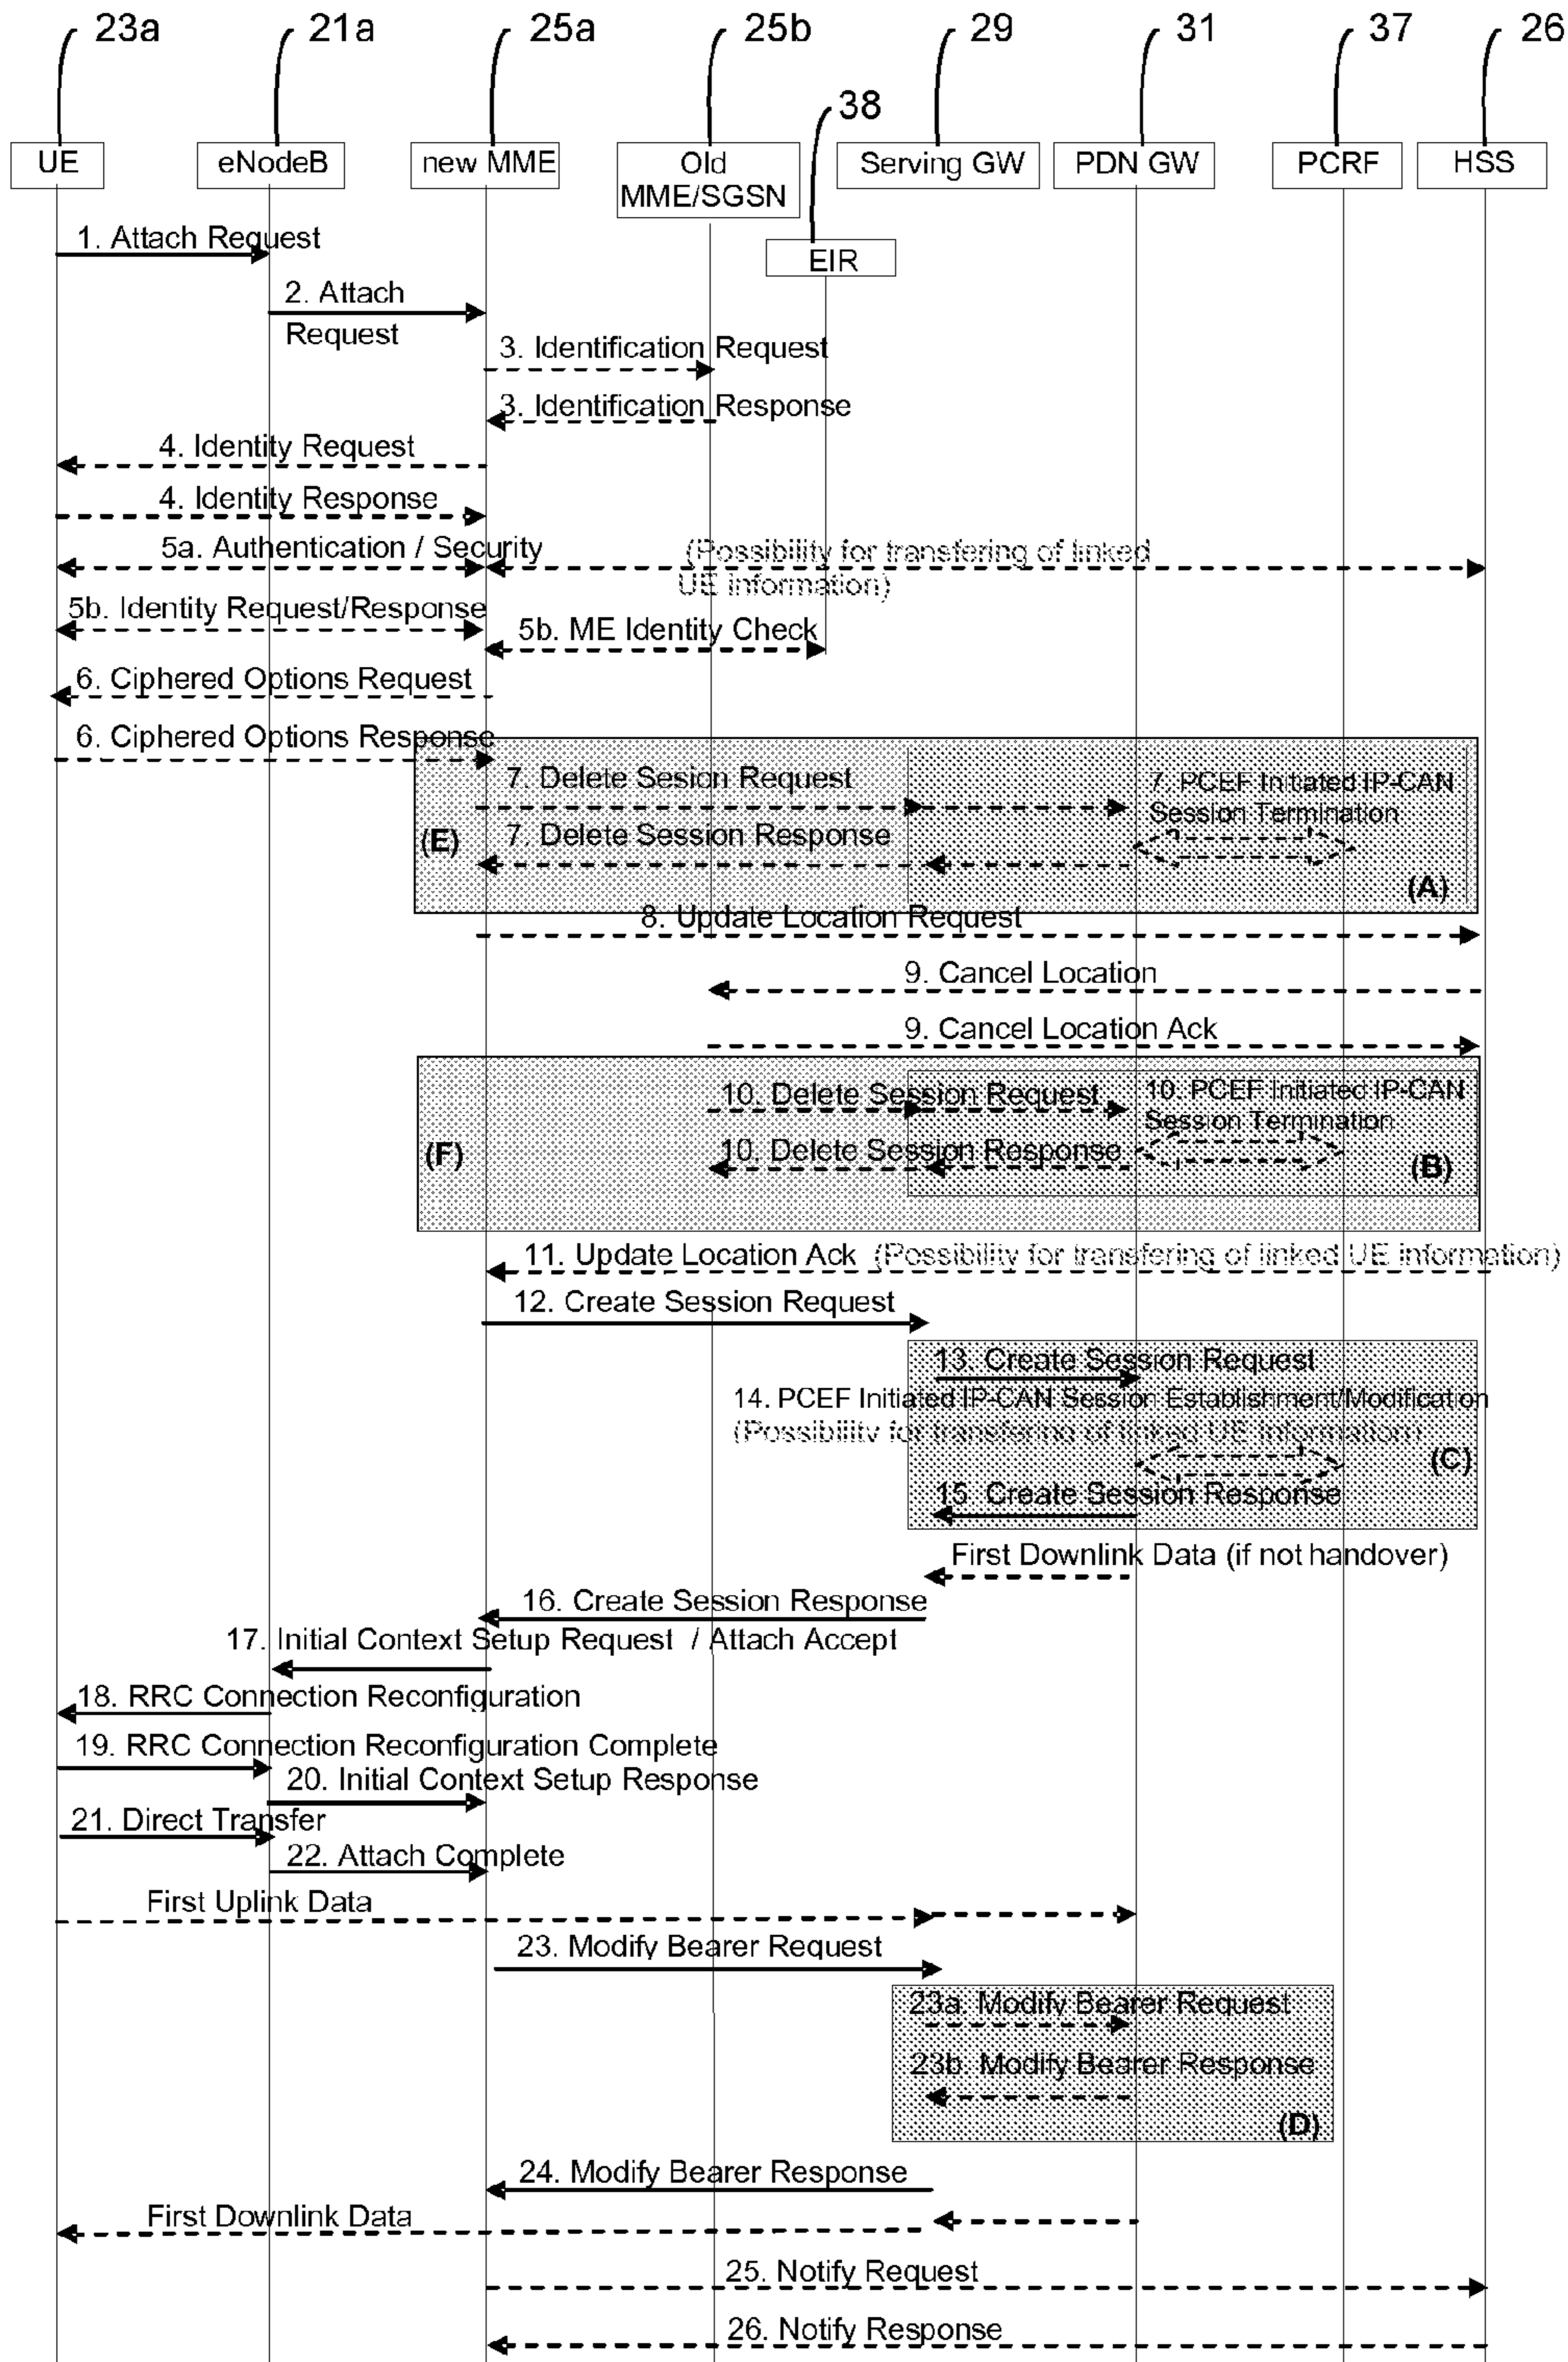 23a 21a 25a 25b 29 31 37 26
38
UE eNodeB new MME Old Serving GW PDN GW PCRF HSS
MME/SGSN
EIR
1. Attach Request
2. Attach
Request
3. Identification Request
3. Identification Response
4. Identity Request
4. Identity Response
5a. Authentication / Security (Possibility for transfering of linked
UE information)
5b. Identity Request/Response
5b. ME Identity Check
6. Ciphered Options Request
6. Ciphered Options Response
7. Delete Sesion Request 7. PCEF Initiated IP-CAN
Session Termination
(E) 7. Delete Session Response
(A)
8. Update Location Request
9. Cancel Location
9. Cancel Location Ack
10. Delete Session Request 10. PCEF Initiated IP-CAN
Session Termination
(F) 10. Delete Session Response (B)
11. Update Location Ack (Possibility for transfering of linked UE information)
12. Create Session Request
13. Create Session Request
14. PCEF Initiated IP-CAN Session Establishment/Modification
(Possibility for transfering of linked UE information)
(C)
15. Create Session Response
First Downlink Data (if not handover)
16. Create Session Response
17. Initial Context Setup Request / Attach Accept
18. RRC Connection Reconfiguration
19. RRC Connection Reconfiguration Complete
20. Initial Context Setup Response
21. Direct Transfer
22. Attach Complete
First Uplink Data
23. Modify Bearer Request
23a. Modify Bearer Request
23b. Modify Bearer Response
(D)
24. Modify Bearer Response
First Downlink Data
25. Notify Request
26. Notify Response